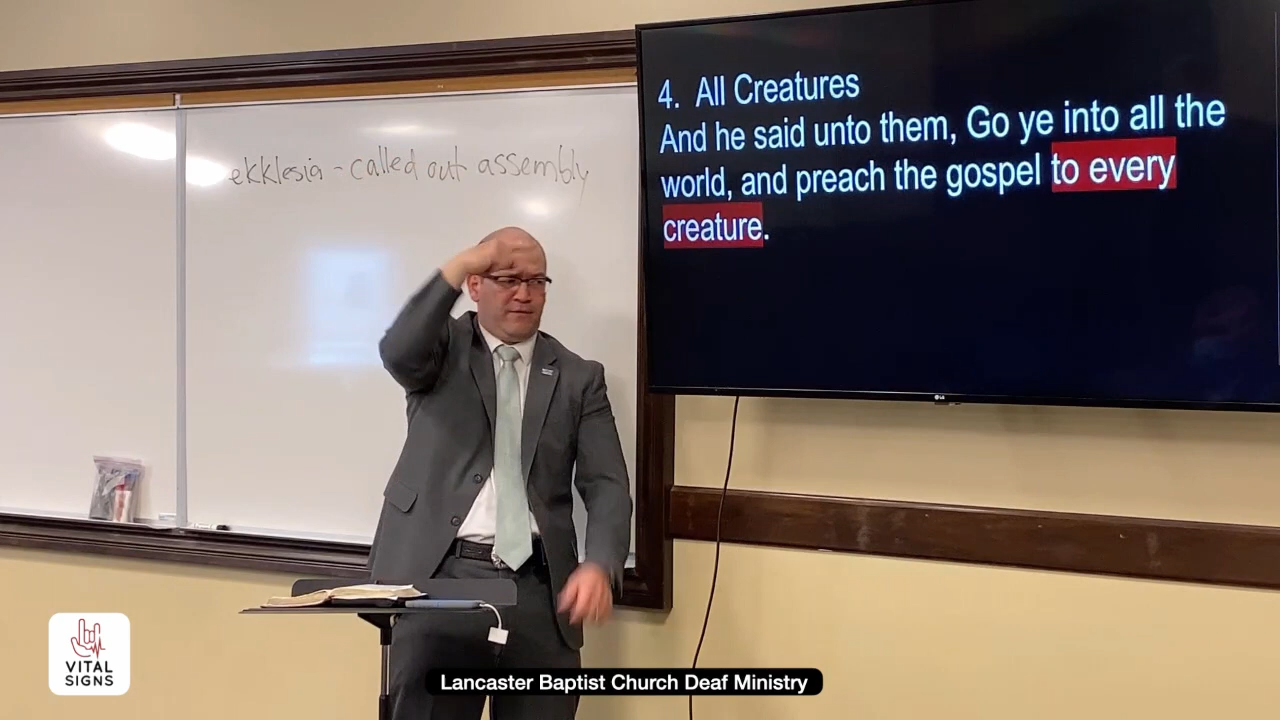 ekklesia - called out assembly
4. All Creatures
And he said unto them, Go ye into all the
world, and preach the gospel to every
creature.
LG
VITAL
SIGNS
Lancaster Baptist Church Deaf Ministry